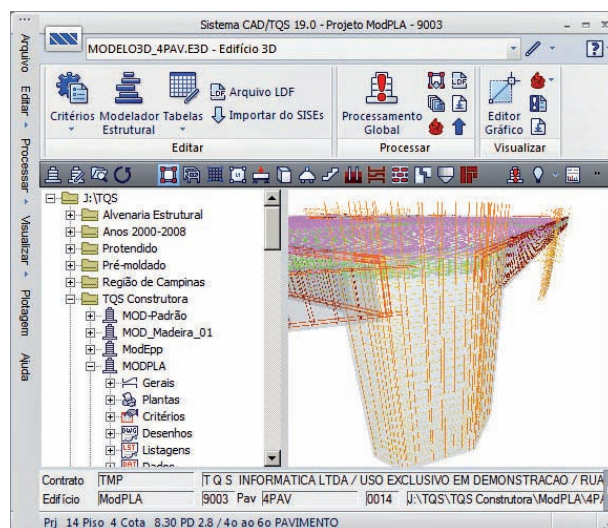 Sistema CAD/TQS 19.0 - Projeto ModPLA - 9003
MODELO3D_4PAV.E3D - Edifício 3D
Arquivo
Editar
Processar
Visualizar
Plotagem
Ajuda
Critérios
Modelador Estrutural
Tabelas
Arquivo LDF
Importar do SISEs
Editar
Processamento Global
Processar
Editor Gráfico
Visualizar
J:\TQS
Alvenaria Estrutural
Anos 2000-2008
Protendido
Pré-moldado
Região de Campinas
TQS Construtora
MOD-Padrão
MOD_Madeira_01
ModEpp
MODPLA
Gerais
Plantas
Critérios
Desenhos
Listagens
Dados
Contrato TMP T Q S INFORMATICA LTDA / USO EXCLUSIVO EM DEMONSTRACAO / RUA
Edifício ModPLA 9003 Pav 4PAV 0014 J:\TQS\TQS Construtora\ModPLA\4PA
Prj 14 Piso 4 Cota 8.30 PD 2.8 / 4o ao 6o PAVIMENTO